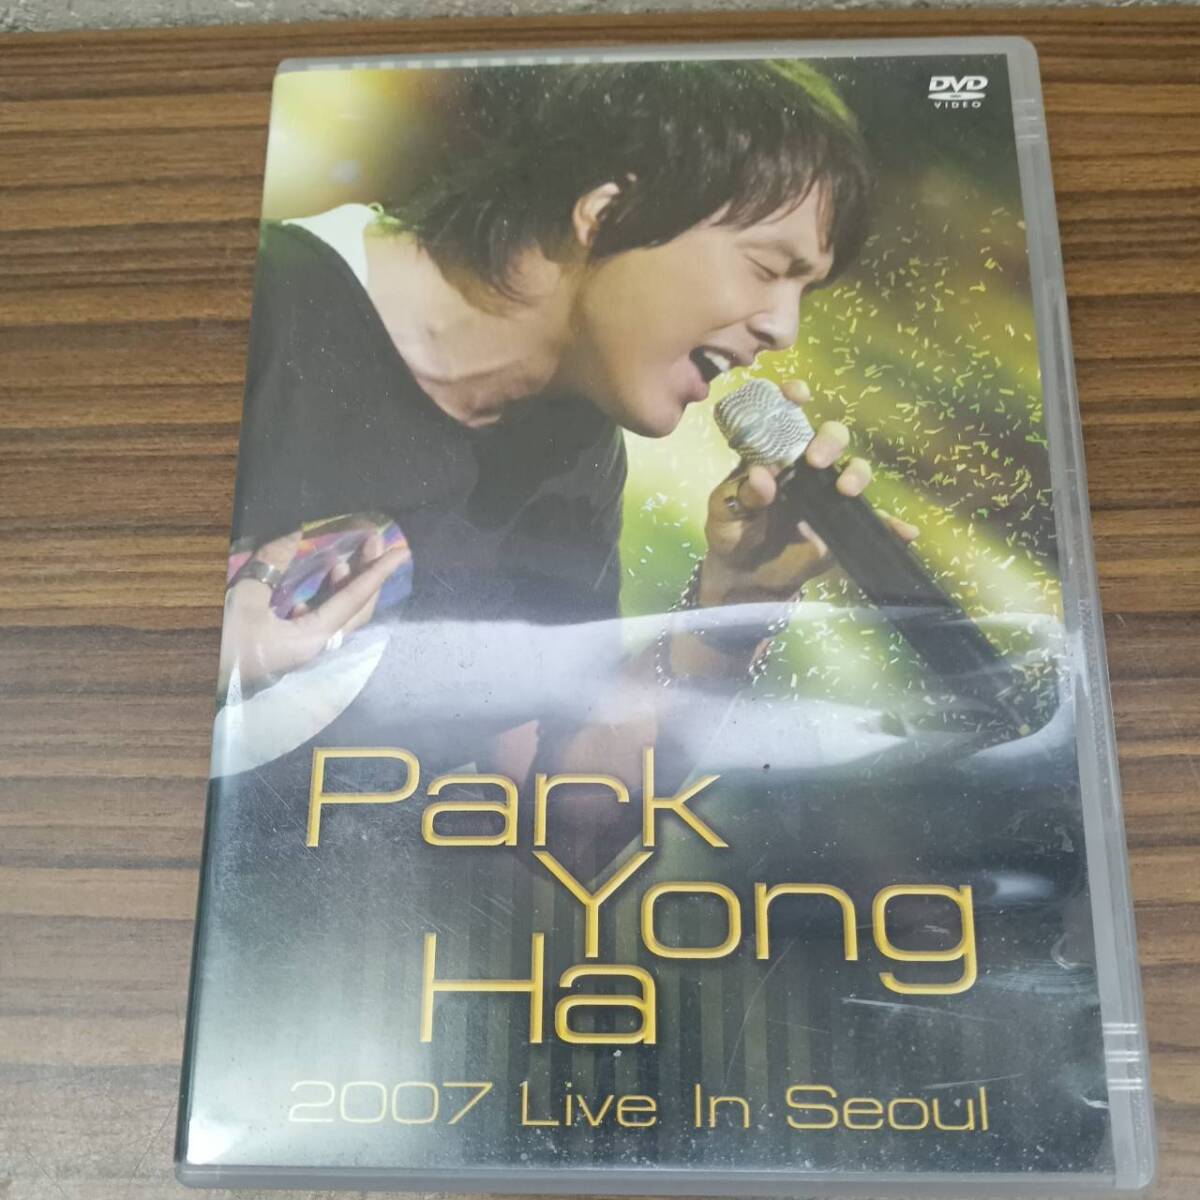 DVD
VIDEO
Park
Yong
Ha
2007 Live In Seoul